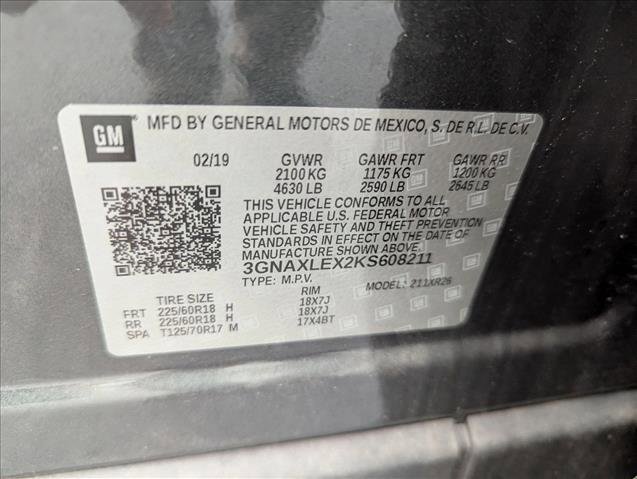 GM MFD BY GENERAL MOTORS DE MEXICO, S. DE R.L. DE C.V.
02/19 GVWR GAWR FRT GAWR RR
2100 KG 1175 KG 1200 KG
4630 LB 2590 LB 2645 LB
THIS VEHICLE CONFORMS TO ALL
APPLICABLE U.S. FEDERAL MOTOR
VEHICLE SAFETY AND THEFT PREVENTION
STANDARDS IN EFFECT ON THE DATE OF
MANUFACTURE SHOWN ABOVE.
3GNAXLEX2KS608211
TYPE: M.P.V. MODEL: 211XR26
TIRE SIZE RIM
FRT 225/60R18 H 18X7J
RR 225/60R18 H 18X7J
SPA T125/70R17 M 17X4BT